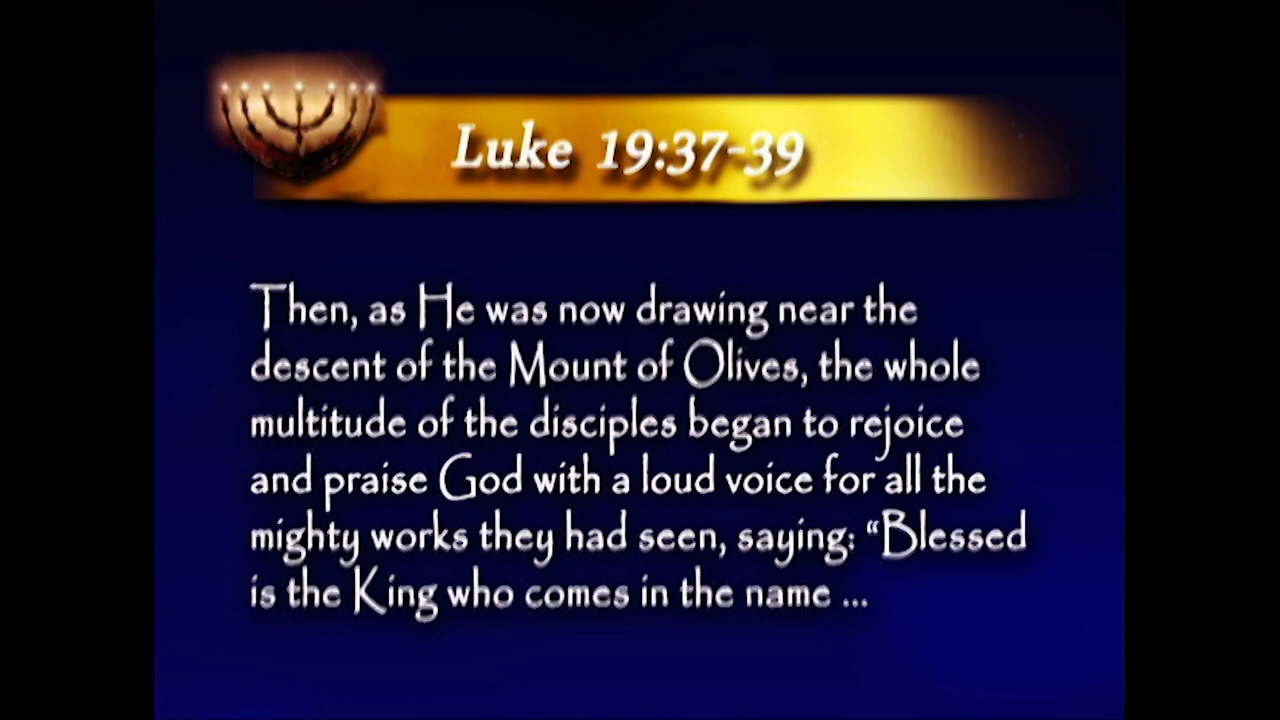 Luke 19:37-39
Then, as He was now drawing near the
descent of the Mount of Olives, the whole
multitude of the disciples began to rejoice
and praise God with a loud voice for all the
mighty works they had seen, saying: “Blessed
is the King who comes in the name ...